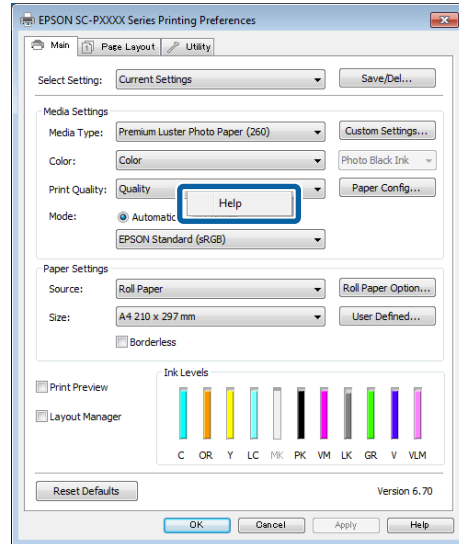 EPSON SC-PXXXX Series Printing Preferences
Main Page Layout Utility
Select Setting: Current Settings Save/Del...
Media Settings
Media Type: Premium Luster Photo Paper (260) Custom Settings...
Color: Color Photo Black Ink
Print Quality: Quality Paper Config...
Help
Mode: Automatic
EPSON Standard (sRGB)
Paper Settings
Source: Roll Paper Roll Paper Option...
Size: A4 210 x 297 mm User Defined...
Borderless
Ink Levels
Print Preview
Layout Manager
C OR Y LC MK PK VM LK GR V VLM
Reset Defaults Version 6.70
OK Cancel Apply Help